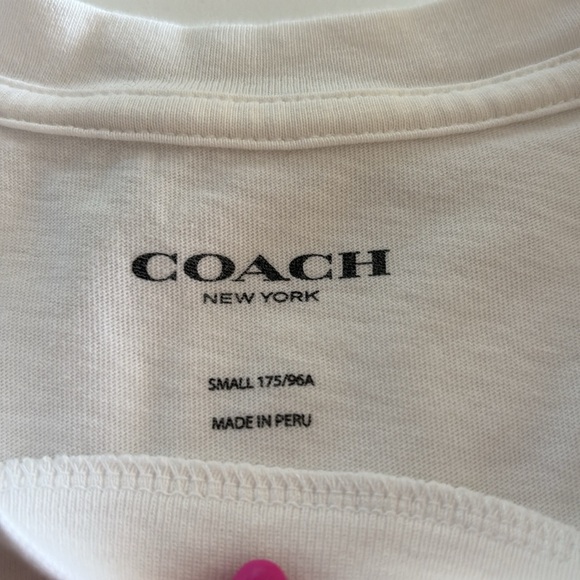 COACH
NEW YORK
SMALL 175/96A
MADE IN PERU